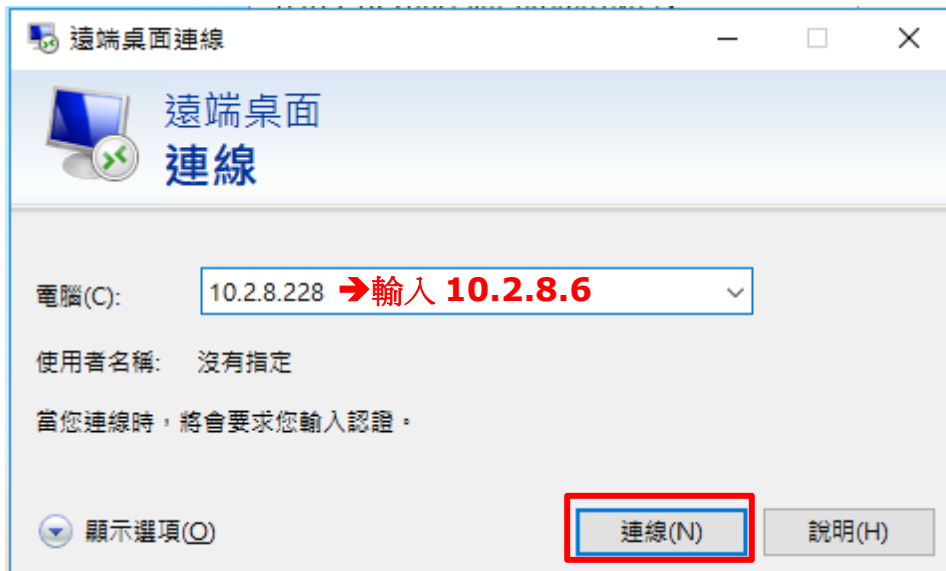 遠端桌面連線
遠端桌面
連線
電腦(C): 10.2.8.228 ➔輸入 10.2.8.6
使用者名稱: 沒有指定
當您連線時，將會要求您輸入認證。
顯示選項(O) 連線(N) 說明(H)